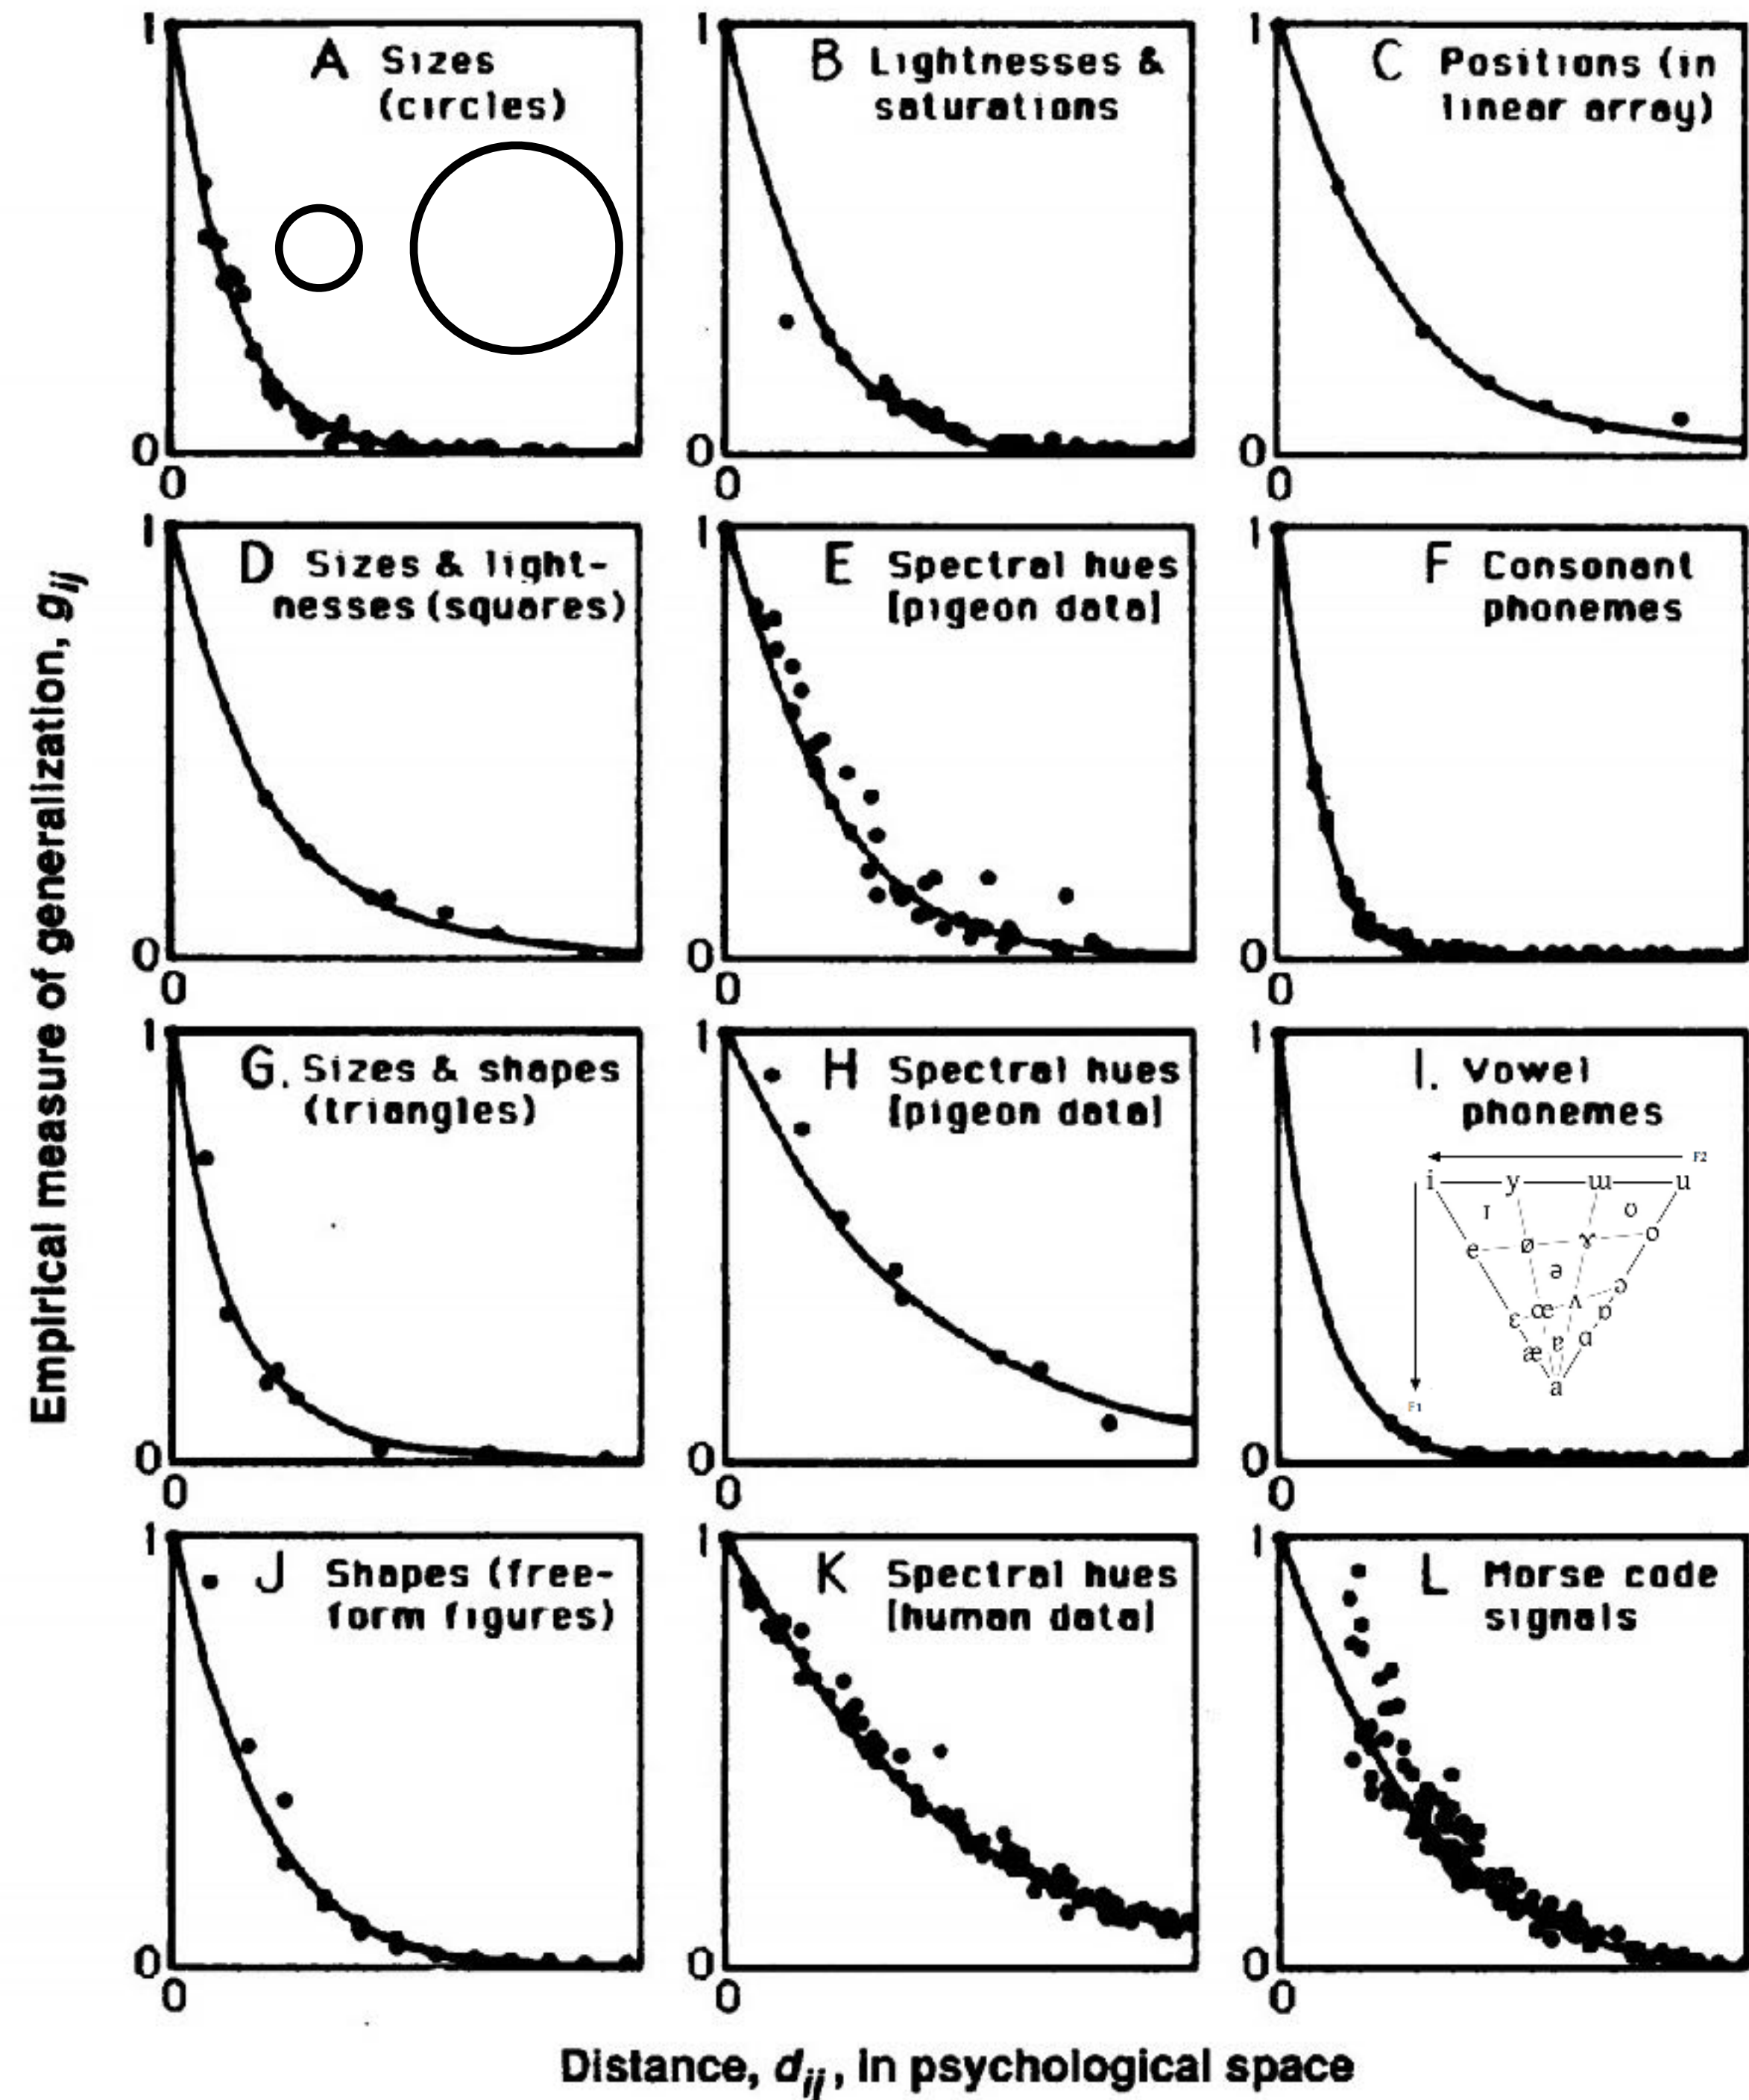 Empirical measure of generalization, gij
1
A Sizes
(circles)
0
0
1
B Lightnesses &
saturations
0
0
1
C Positions (in
linear array)
0
0
1
D Sizes & light-
nesses (squares)
0
0
1
E Spectral hues
[pigeon data]
0
0
1
F Consonant
phonemes
0
0
1
G. Sizes & shapes
(triangles)
0
0
1
H Spectral hues
[pigeon data]
0
0
1
I. Vowel
phonemes
F2
i y ɯ u
ɪ ʊ
e ø ɤ o
ə
ɛ œ ʌ ɔ
æ ɐ ɑ ɒ
a
F1
0
0
1
J Shapes (free-
form figures)
0
0
1
K Spectral hues
[human data]
0
0
1
L Morse code
signals
0
0
Distance, dij, in psychological space